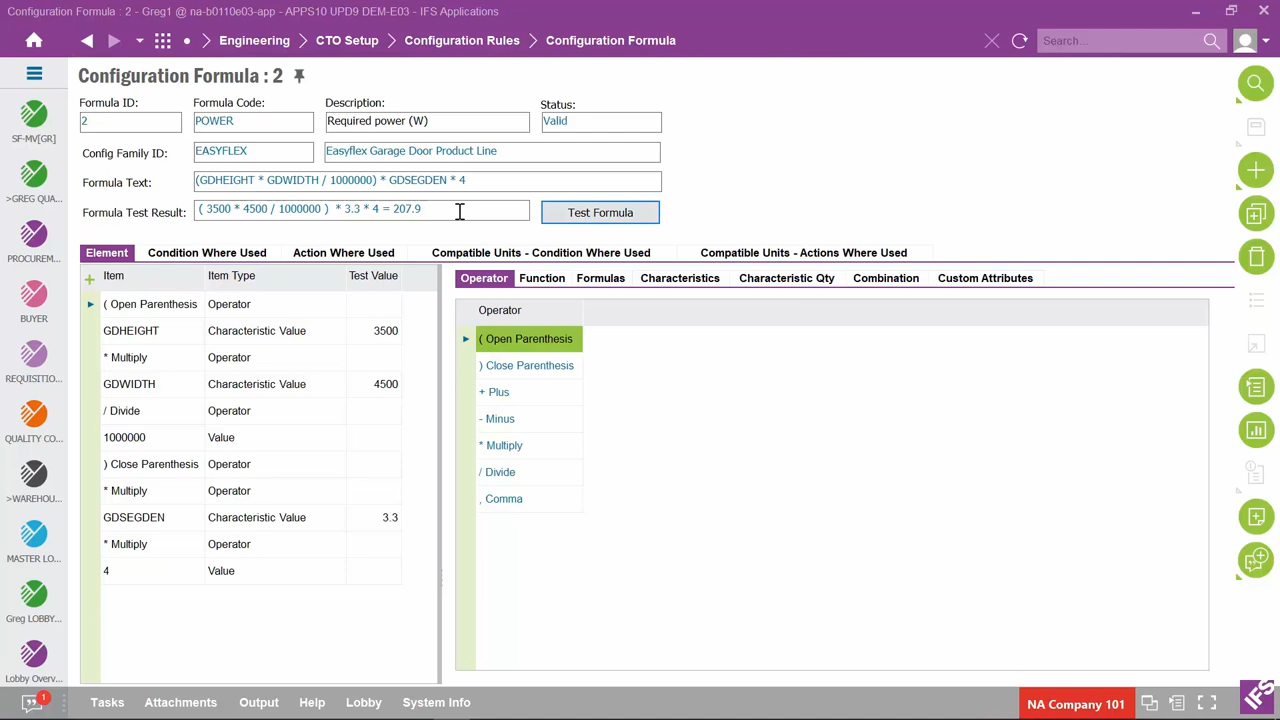 Configuration Formula : 2 - Greg1 @ na-b0110e03-app - APPS10 UPD9 DEM-E03 - IFS Applications
Engineering
CTO Setup
Configuration Rules
Configuration Formula
Search...
Configuration Formula : 2
Formula ID:
Formula Code:
Description:
Status:
2
POWER
Required power (W)
Valid
Config Family ID:
EASYFLEX
Easyflex Garage Door Product Line
Formula Text:
(GDHEIGHT * GDWIDTH / 1000000) * GDSEGDEN * 4
Formula Test Result:
( 3500 * 4500 / 1000000 ) * 3.3 * 4 = 207.9
Test Formula
Element
Condition Where Used
Action Where Used
Compatible Units - Condition Where Used
Compatible Units - Actions Where Used
Item Item Type Test Value
( Open Parenthesis Operator
GDHEIGHT Characteristic Value 3500
* Multiply Operator
GDWIDTH Characteristic Value 4500
/ Divide Operator
1000000 Value
) Close Parenthesis Operator
* Multiply Operator
GDSEGDEN Characteristic Value 3.3
* Multiply Operator
4 Value
Operator
Function
Formulas
Characteristics
Characteristic Qty
Combination
Custom Attributes
Operator
( Open Parenthesis
) Close Parenthesis
+ Plus
- Minus
* Multiply
/ Divide
, Comma
SF-MV[GR]
>GREG QUA...
PROCUREM...
BUYER
REQUISITIO...
QUALITY CO...
>WAREHOU...
MASTER LO...
Greg LOBBY...
Lobby Overv...
1
Tasks
Attachments
Output
Help
Lobby
System Info
NA Company 101
IFS